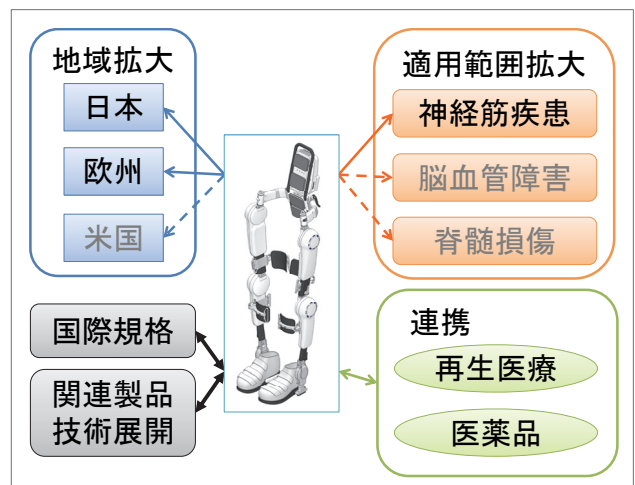 地域拡大
日本
欧州
米国
適用範囲拡大
神経筋疾患
脳血管障害
脊髄損傷
国際規格
関連製品
技術展開
連携
再生医療
医薬品